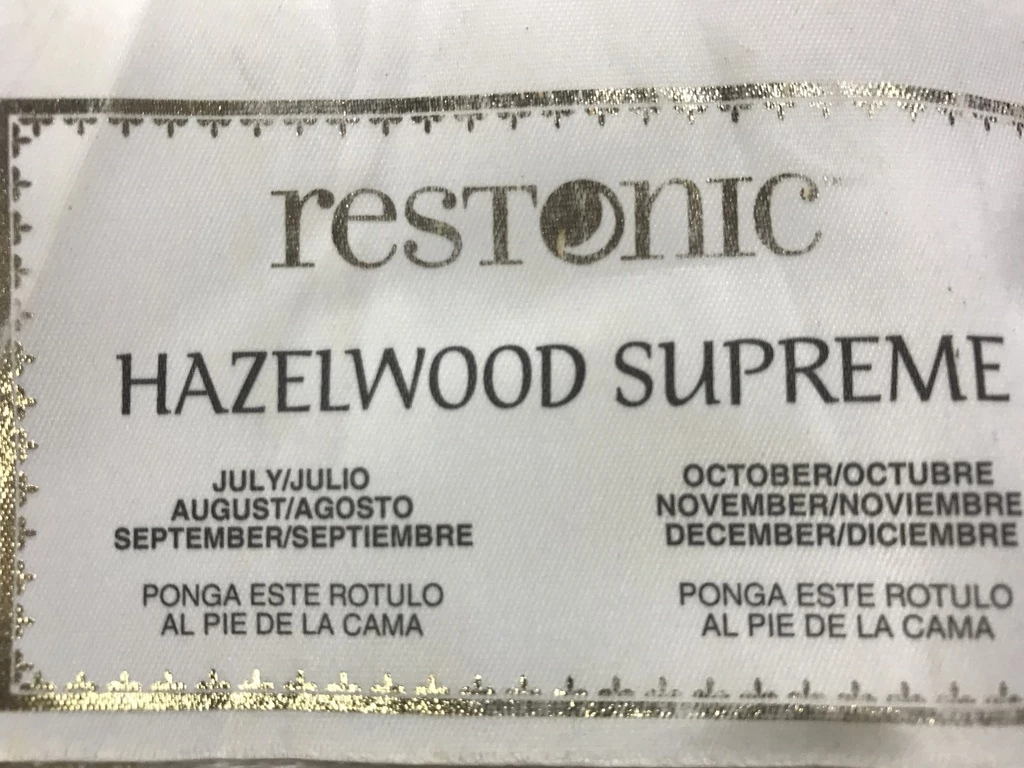 resTonic
HAZELWOOD SUPREME
JULY/JULIO
AUGUST/AGOSTO
SEPTEMBER/SEPTIEMBRE
PONGA ESTE ROTULO
AL PIE DE LA CAMA
OCTOBER/OCTUBRE
NOVEMBER/NOVIEMBRE
DECEMBER/DICIEMBRE
PONGA ESTE ROTULO
AL PIE DE LA CAMA